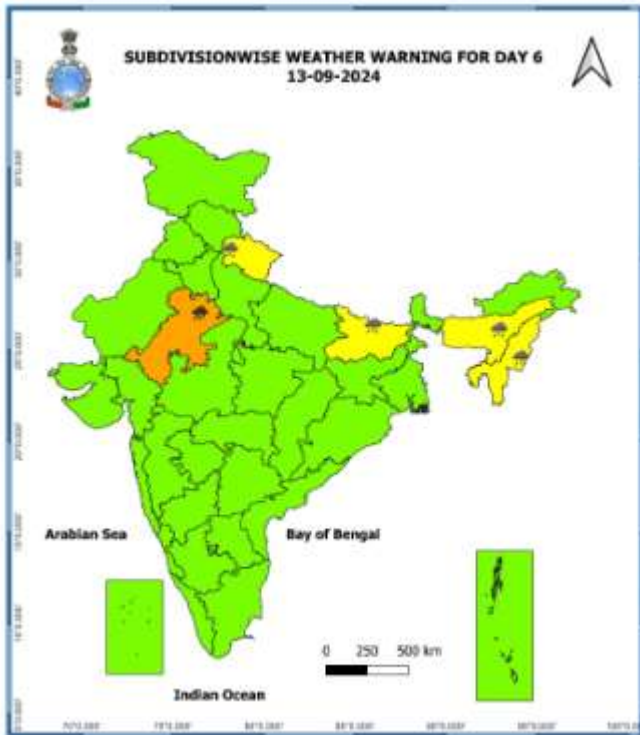 SUBDIVISIONWISE WEATHER WARNING FOR DAY 6
13-09-2024
Arabian Sea
Bay of Bengal
0 250 500 km
Indian Ocean